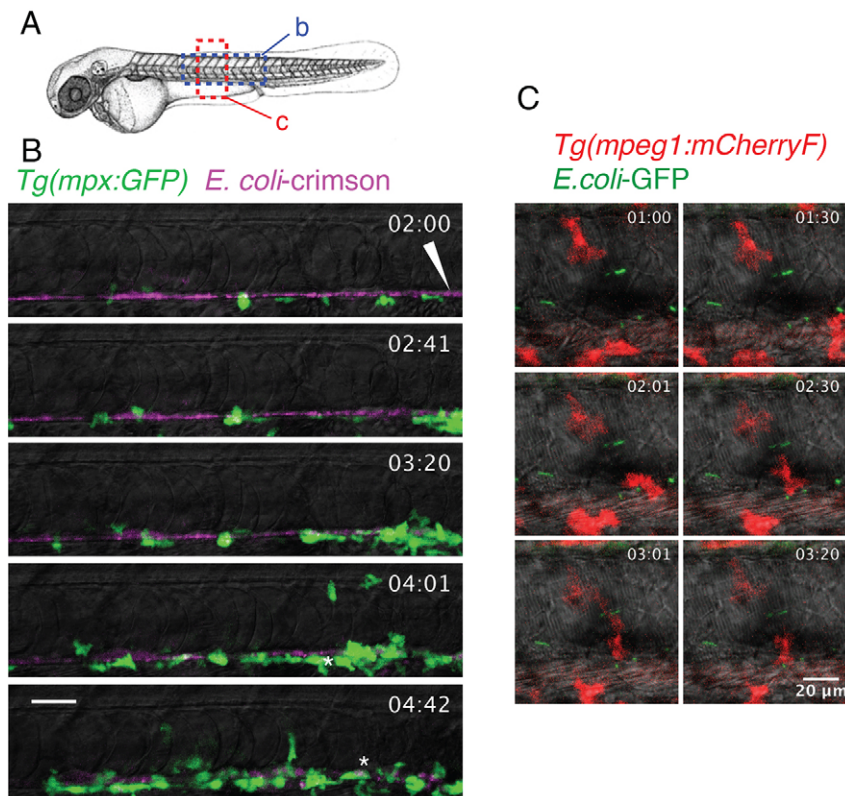 A
b
c
B
Tg(mpx:GFP) E. coli-crimson
02:00
02:41
03:20
04:01
*
04:42
*
C
Tg(mpeg1:mCherryF)
E.coli-GFP
01:00 01:30
02:01 02:30
03:01 03:20
20 µm